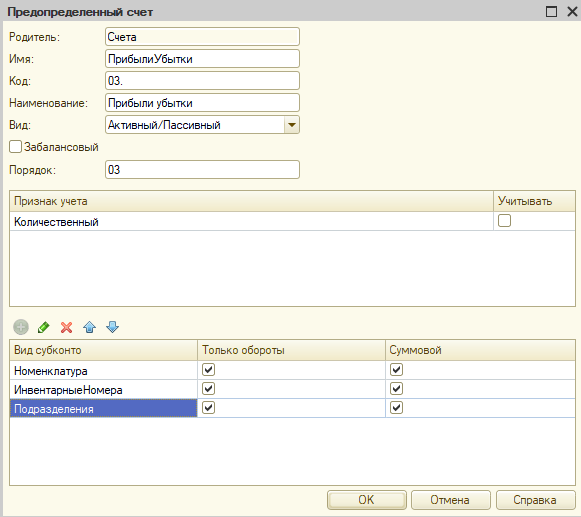 Предопределенный счет
Родитель: Счета
Имя: ПрибылиУбытки
Код: 03.
Наименование: Прибыли убытки
Вид: Активный/Пассивный
Забалансовый
Порядок: 03
Признак учета Учитывать
Количественный
Вид субконто Только обороты Суммовой
Номенклатура
ИнвентарныеНомера
Подразделения
OK Отмена Справка